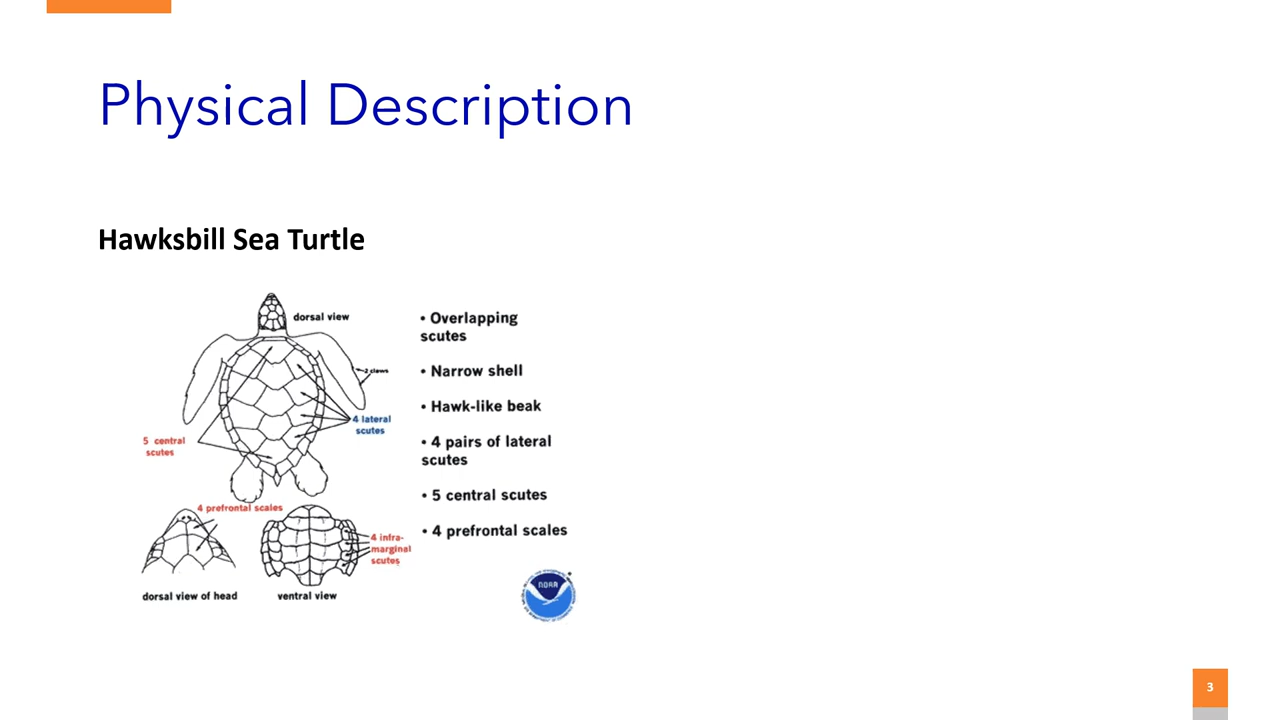 Physical Description
Hawksbill Sea Turtle
dorsal view
2 claws
4 lateral
scutes
5 central
scutes
4 prefrontal scales
4 infra-
marginal
scutes
dorsal view of head
ventral view
• Overlapping
scutes
• Narrow shell
• Hawk-like beak
• 4 pairs of lateral
scutes
• 5 central scutes
• 4 prefrontal scales
NOAA
3